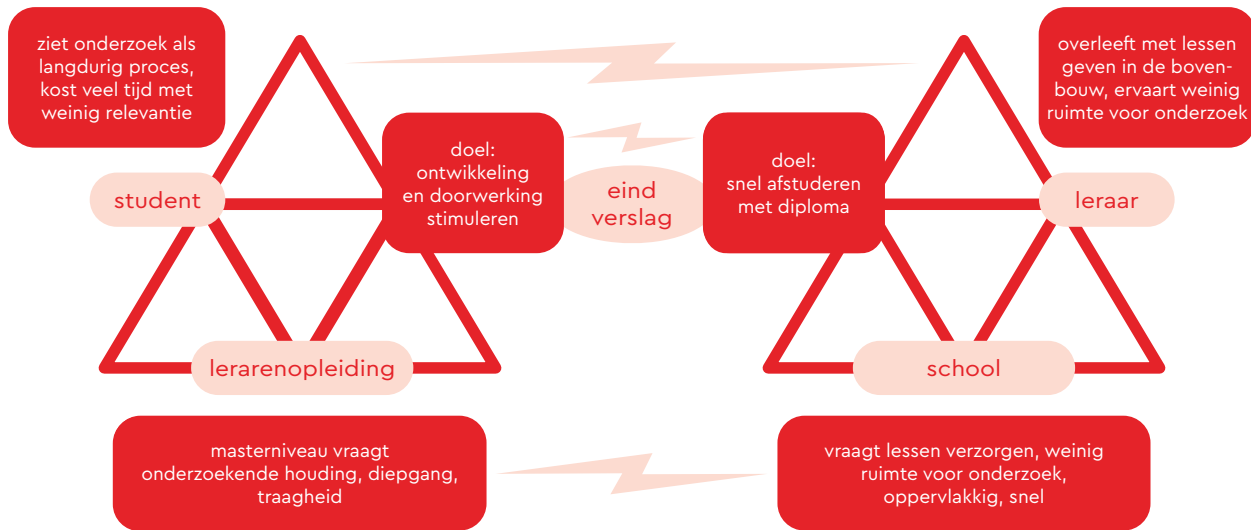 ziet onderzoek als
langdurig proces,
kost veel tijd met
weinig relevantie
overleeft met lessen
geven in de boven-
bouw, ervaart weinig
ruimte voor onderzoek
doel:
ontwikkeling
en doorwerking
stimuleren
doel:
snel afstuderen
met diploma
student
eind
verslag
leraar
lerarenopleiding
school
masterniveau vraagt
onderzoekende houding, diepgang,
traagheid
vraagt lessen verzorgen, weinig
ruimte voor onderzoek,
oppervlakkig, snel